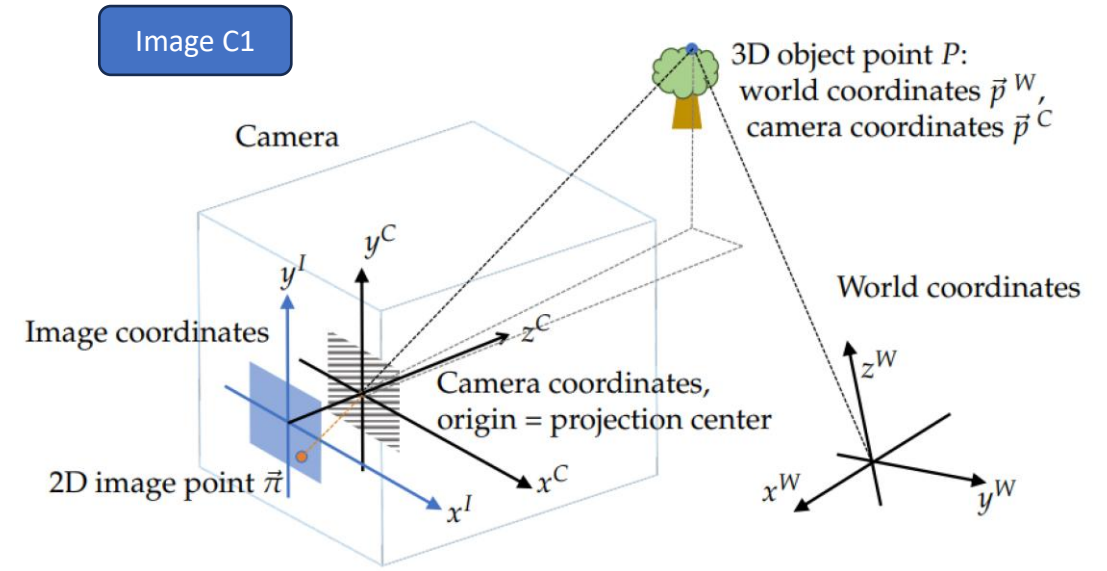 Image C1
3D object point P:
world coordinates p⃗ ᵂ,
camera coordinates p⃗ ᶜ
Camera
yᶜ
yᴵ
World coordinates
Image coordinates
zᶜ
zᵂ
Camera coordinates,
origin = projection center
2D image point π⃗
xᶜ
xᴵ
xᵂ
yᵂ